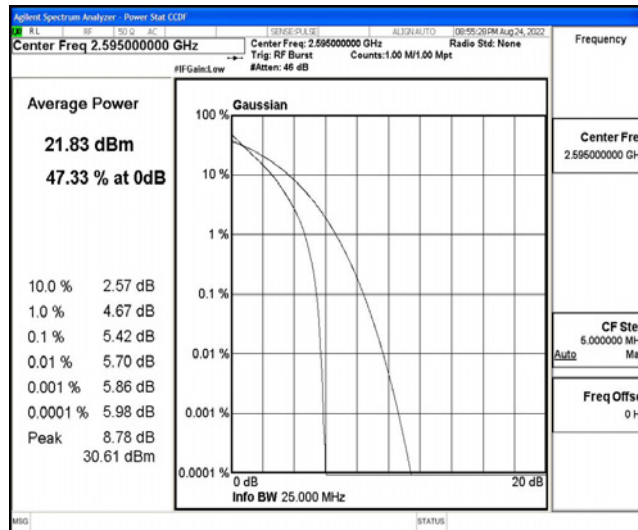 Agilent Spectrum Analyzer - Power Stat CCDF
RL RF 50 Ω AC SENSE:PULSE ALIGN AUTO 08:55:28 PM Aug 24, 2022
Center Freq 2.595000000 GHz
Center Freq: 2.595000000 GHz Radio Std: None
Trig: RF Burst Counts:1.00 M/1.00 Mpt
#IFGain:Low #Atten: 46 dB
Frequency
Average Power
21.83 dBm
47.33 % at 0dB
10.0 % 2.57 dB
1.0 % 4.67 dB
0.1 % 5.42 dB
0.01 % 5.70 dB
0.001 % 5.86 dB
0.0001 % 5.98 dB
Peak 8.78 dB
30.61 dBm
Gaussian
100 %
10 %
1 %
0.1 %
0.01 %
0.001 %
0.0001 %
0 dB 20 dB
Info BW 25.000 MHz
Center Fre
2.595000000 GH
CF Ste
5.000000 MH
Auto Ma
Freq Offs
0 H
MSG STATUS